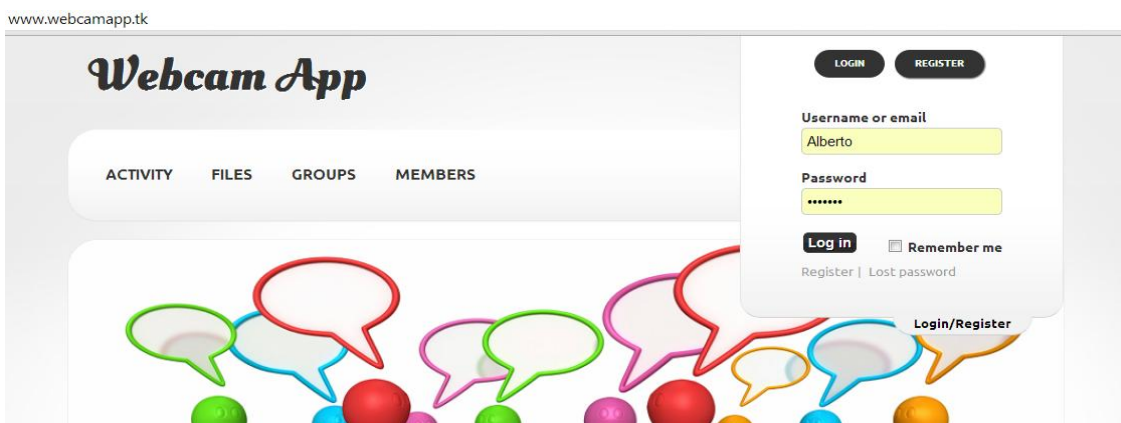 www.webcamapp.tk
Webcam App
LOGIN REGISTER
Username or email
Alberto
Password
•••••••
Log in Remember me
Register | Lost password
Login/Register
ACTIVITY FILES GROUPS MEMBERS